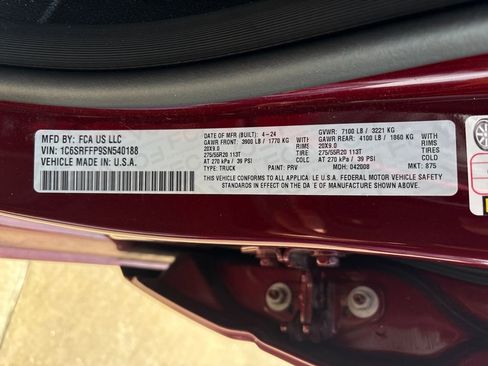 MFD BY: FCA US LLC
VIN: 1C6SRFFP9SN540188
VEHICLE MADE IN: U.S.A.
DATE OF MFR (BUILT): 4-24
GVWR: 7100 LB / 3221 KG
GAWR FRONT: 3900 LB / 1770 KG WITH
GAWR REAR: 4100 LB / 1860 KG WITH
20X9.0 RIMS
20X9.0 RIMS
275/55R20 113T TIRES
275/55R20 113T TIRES
AT 270 kPa / 39 PSI
AT 270 kPa / 39 PSI
TYPE: TRUCK PAINT: PRV MDH: 042008 MKT: 875
THIS VEHICLE CONFORMS TO ALL APPLICA LE U.S.A. FEDERAL MOTOR VEHICLE SAFETY
STANDARDS IN EFFECT ON THE DATE OF MANUFACTURE SHOWN ABOVE.